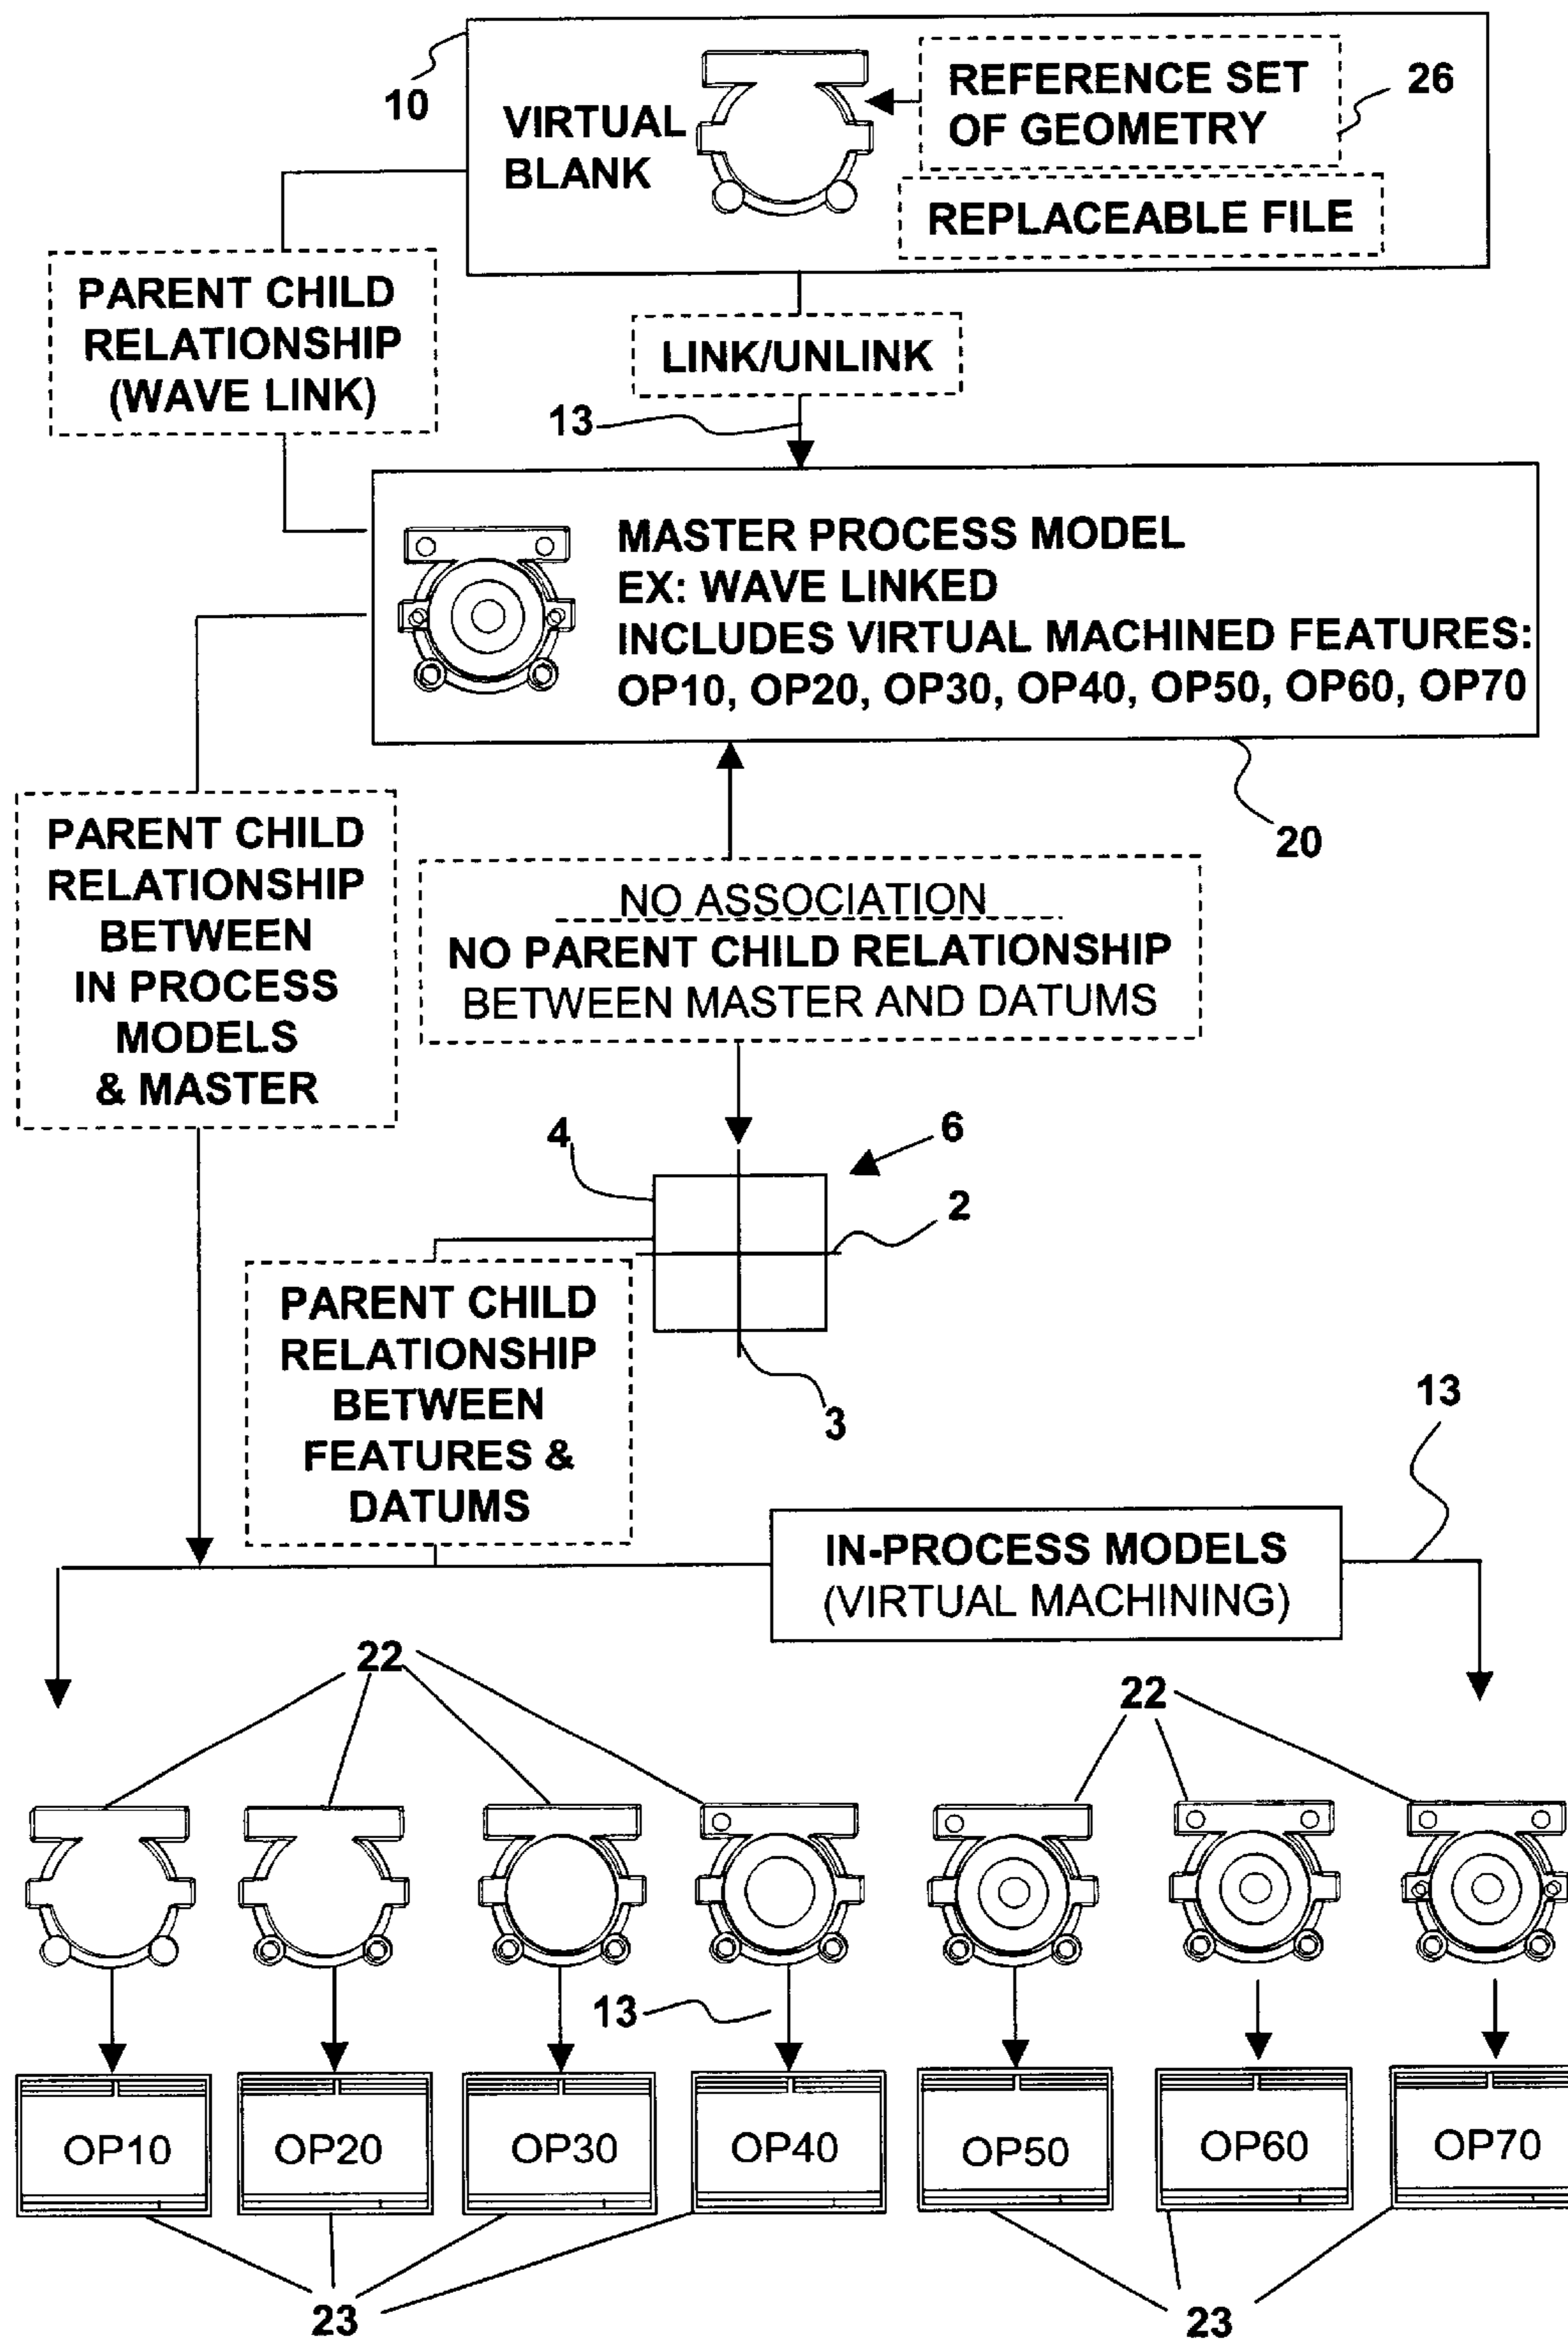 10
VIRTUAL
BLANK
REFERENCE SET
OF GEOMETRY
26
REPLACEABLE FILE
PARENT CHILD
RELATIONSHIP
(WAVE LINK)
LINK/UNLINK
13
MASTER PROCESS MODEL
EX: WAVE LINKED
INCLUDES VIRTUAL MACHINED FEATURES:
OP10, OP20, OP30, OP40, OP50, OP60, OP70
20
PARENT CHILD
RELATIONSHIP
BETWEEN
IN PROCESS
MODELS
& MASTER
NO ASSOCIATION
NO PARENT CHILD RELATIONSHIP
BETWEEN MASTER AND DATUMS
4
6
2
3
PARENT CHILD
RELATIONSHIP
BETWEEN
FEATURES &
DATUMS
13
IN-PROCESS MODELS
(VIRTUAL MACHINING)
22
22
13
OP10
OP20
OP30
OP40
OP50
OP60
OP70
23
23